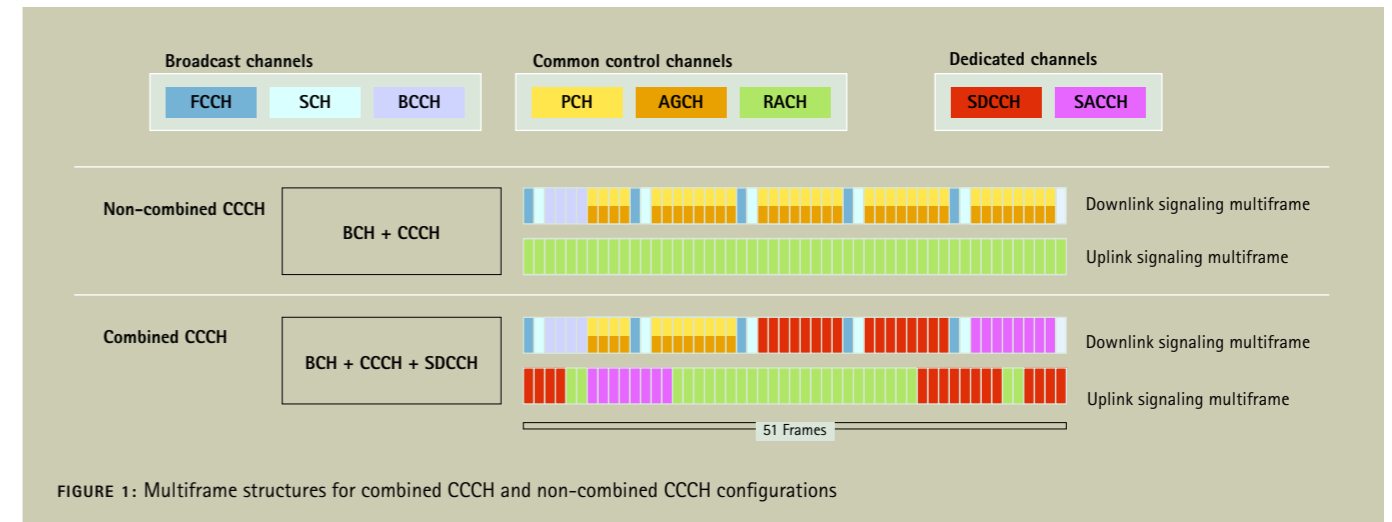 Broadcast channels
Common control channels
Dedicated channels
FCCH
SCH
BCCH
PCH
AGCH
RACH
SDCCH
SACCH
Non-combined CCCH
BCH + CCCH
Downlink signaling multiframe
Uplink signaling multiframe
Combined CCCH
BCH + CCCH + SDCCH
Downlink signaling multiframe
Uplink signaling multiframe
51 Frames
FIGURE 1: Multiframe structures for combined CCCH and non-combined CCCH configurations